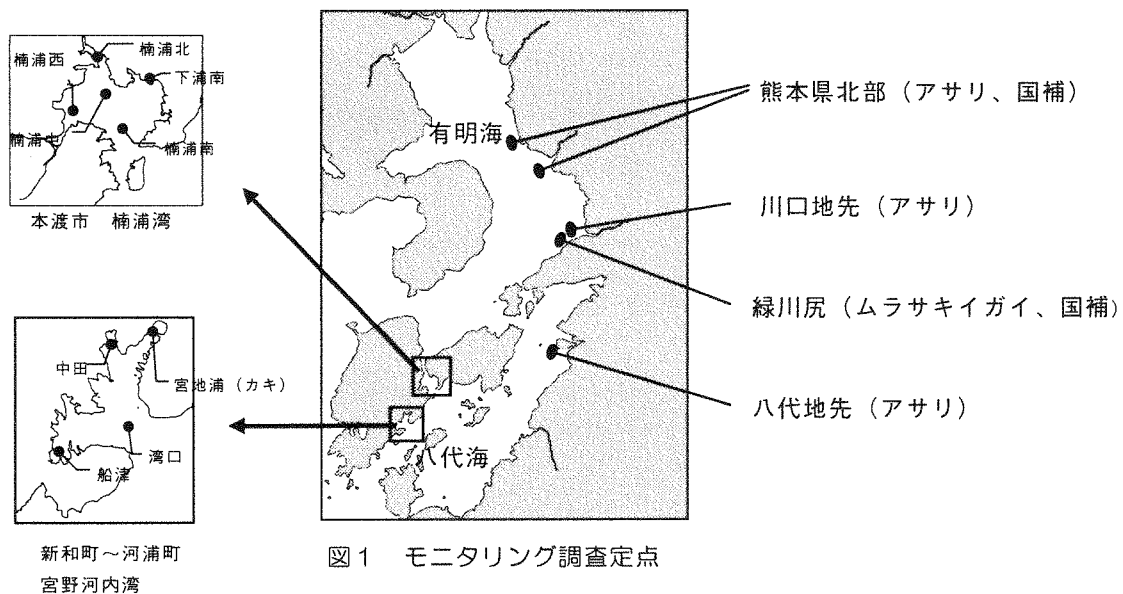 楠浦北
楠浦西
下浦南
楠浦中
楠浦南
本渡市 楠浦湾
中田
宮地浦(カキ)
湾口
船津
新和町~河浦町
宮野河内湾
有明海
八代海
熊本県北部(アサリ、国補)
川口地先(アサリ)
緑川尻(ムラサキイガイ、国補)
八代地先(アサリ)
図1 モニタリング調査定点